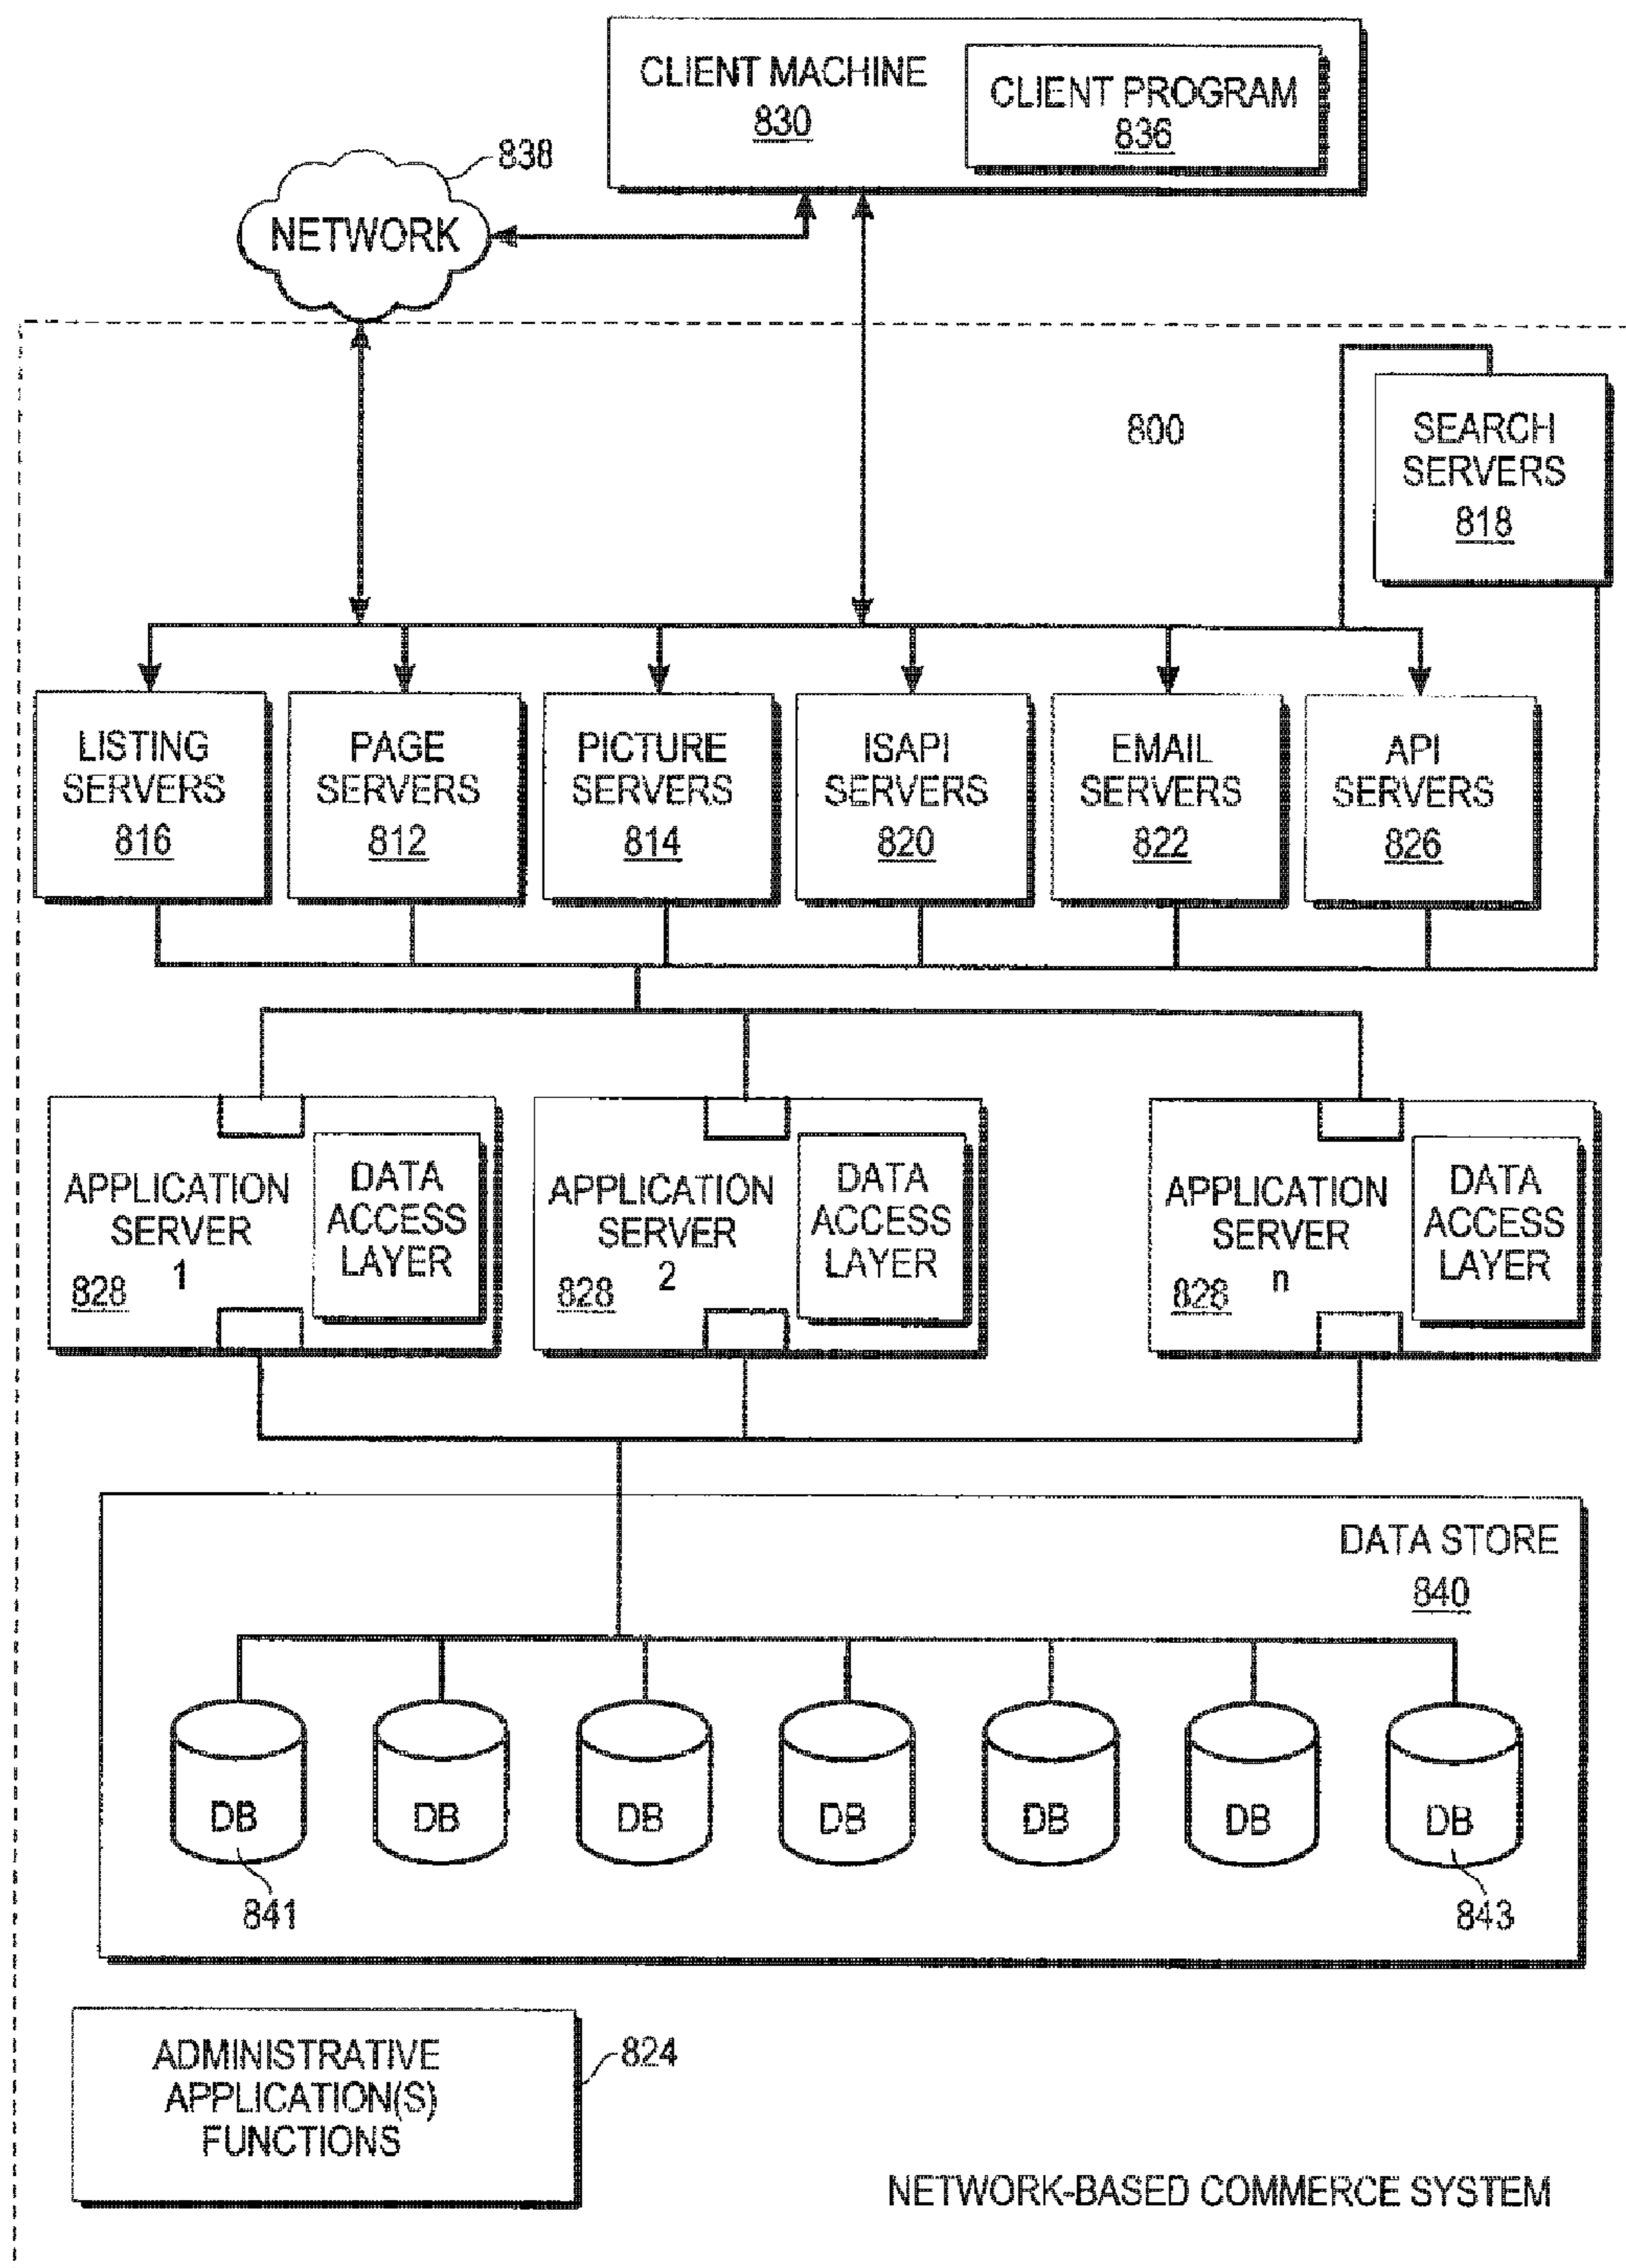 CLIENT MACHINE
830
CLIENT PROGRAM
836
838
NETWORK
800
SEARCH
SERVERS
818
LISTING
SERVERS
816
PAGE
SERVERS
812
PICTURE
SERVERS
814
ISAPI
SERVERS
820
EMAIL
SERVERS
822
API
SERVERS
826
APPLICATION
SERVER
1
828
DATA
ACCESS
LAYER
APPLICATION
SERVER
2
828
DATA
ACCESS
LAYER
APPLICATION
SERVER
n
828
DATA
ACCESS
LAYER
DATA STORE
840
DB
DB
DB
DB
DB
DB
DB
841
843
ADMINISTRATIVE
APPLICATION(S)
FUNCTIONS
824
NETWORK-BASED COMMERCE SYSTEM